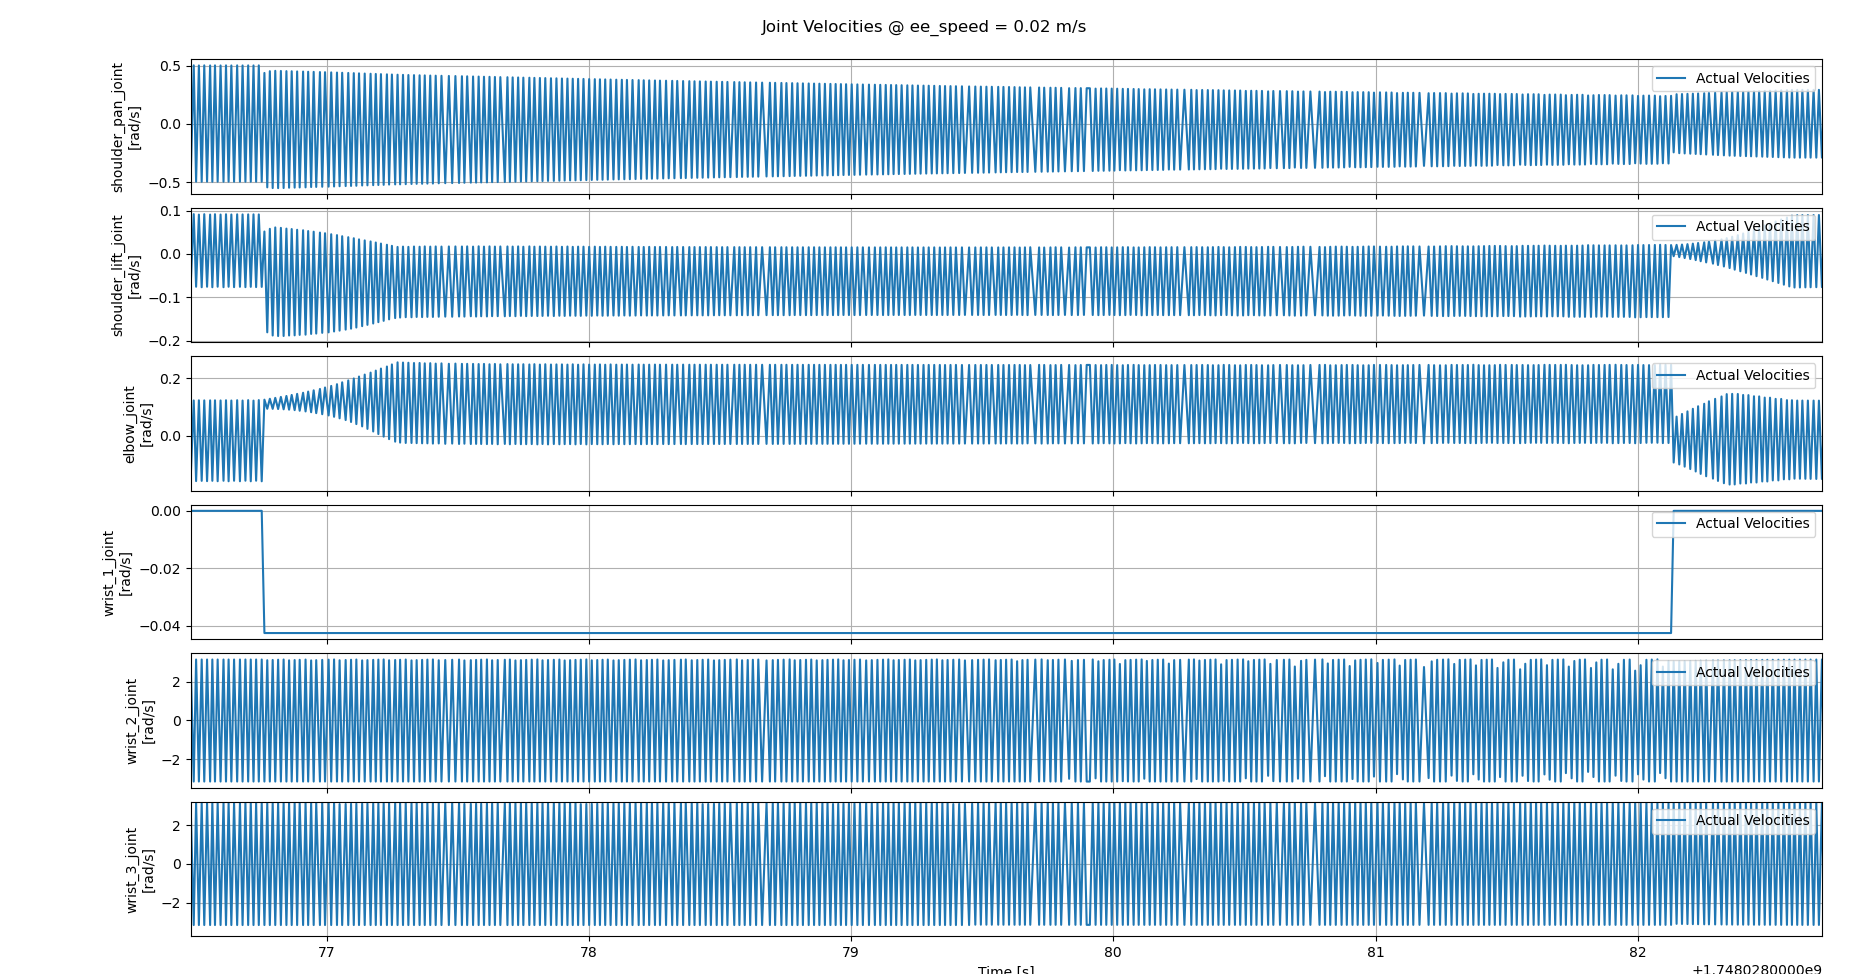 Joint Velocities @ ee_speed = 0.02 m/s
shoulder_pan_joint
[rad/s]
0.5
0.0
−0.5
Actual Velocities
shoulder_lift_joint
[rad/s]
0.1
0.0
−0.1
−0.2
Actual Velocities
elbow_joint
[rad/s]
0.2
0.0
Actual Velocities
wrist_1_joint
[rad/s]
0.00
−0.02
−0.04
Actual Velocities
wrist_2_joint
[rad/s]
2
0
−2
Actual Velocities
wrist_3_joint
[rad/s]
2
0
−2
Actual Velocities
77 78 79 80 81 82
Time [s]
+1.7480280000e9